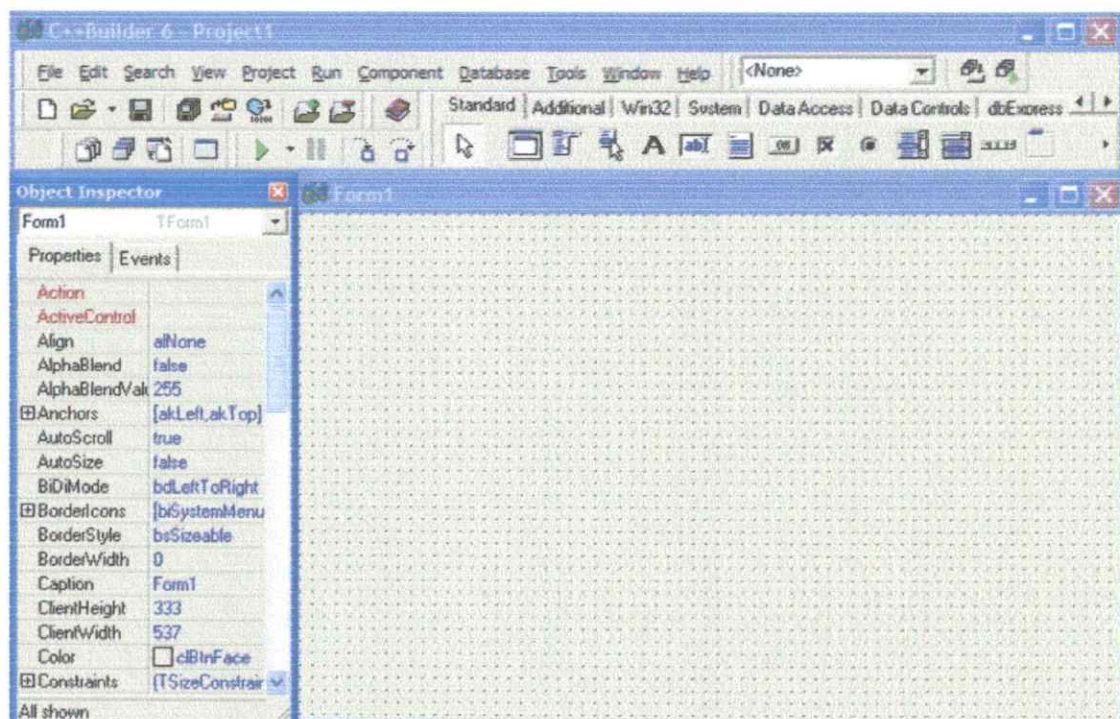 C++Builder 6 - Project1
File Edit Search View Project Run Component Database Tools Window Help <None>
Standard Additional Win32 System Data Access Data Controls dbExpress
Object Inspector
Form1 TForm1
Properties Events
Action
ActiveControl
Align alNone
AlphaBlend false
AlphaBlendValu 255
Anchors [akLeft,akTop]
AutoScroll true
AutoSize false
BiDiMode bdLeftToRight
BorderIcons [biSystemMenu
BorderStyle bsSizeable
BorderWidth 0
Caption Form1
ClientHeight 333
ClientWidth 537
Color clBtnFace
Constraints (TSizeConstrain
All shown
Form1